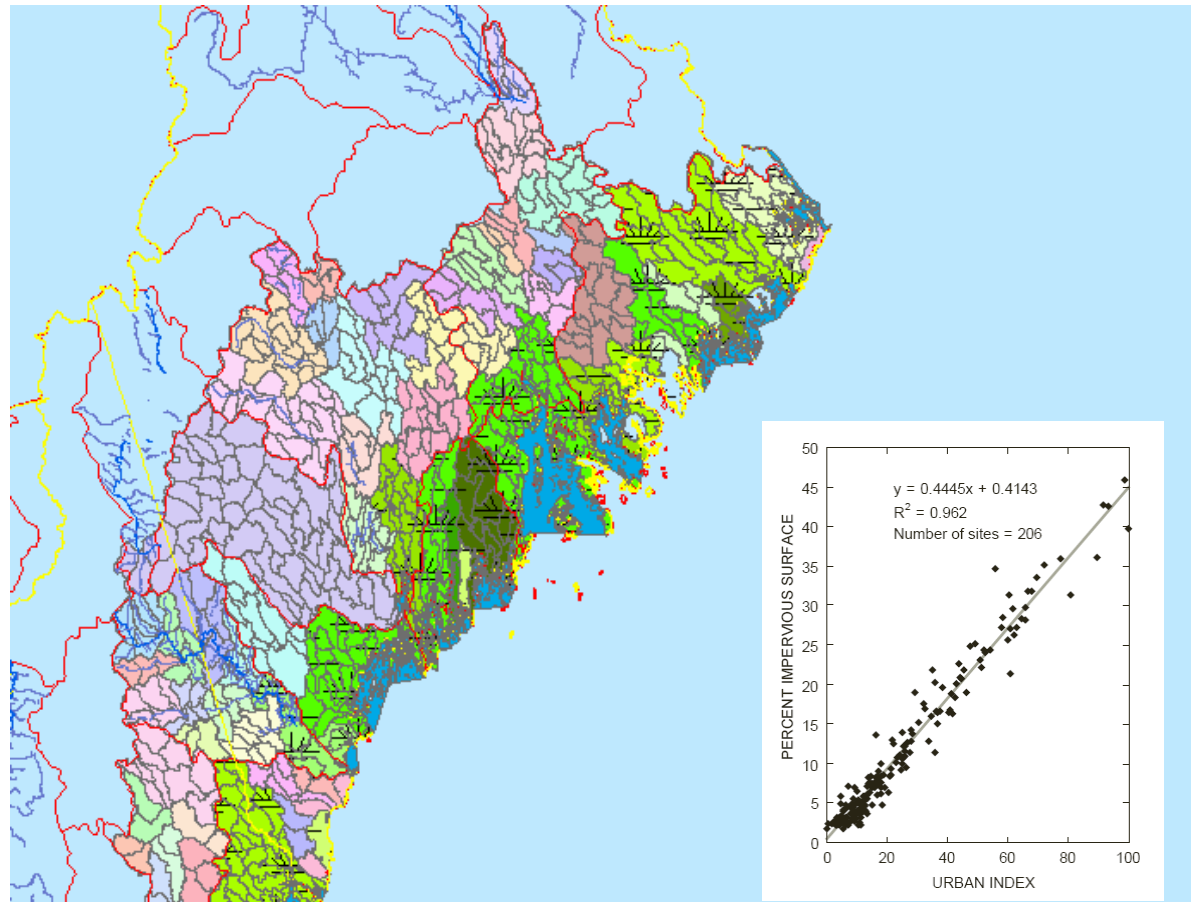 50
45
40
35
30
25
20
15
10
5
0
PERCENT IMPERVIOUS SURFACE
y = 0.4445x + 0.4143
R² = 0.962
Number of sites = 206
0 20 40 60 80 100
URBAN INDEX